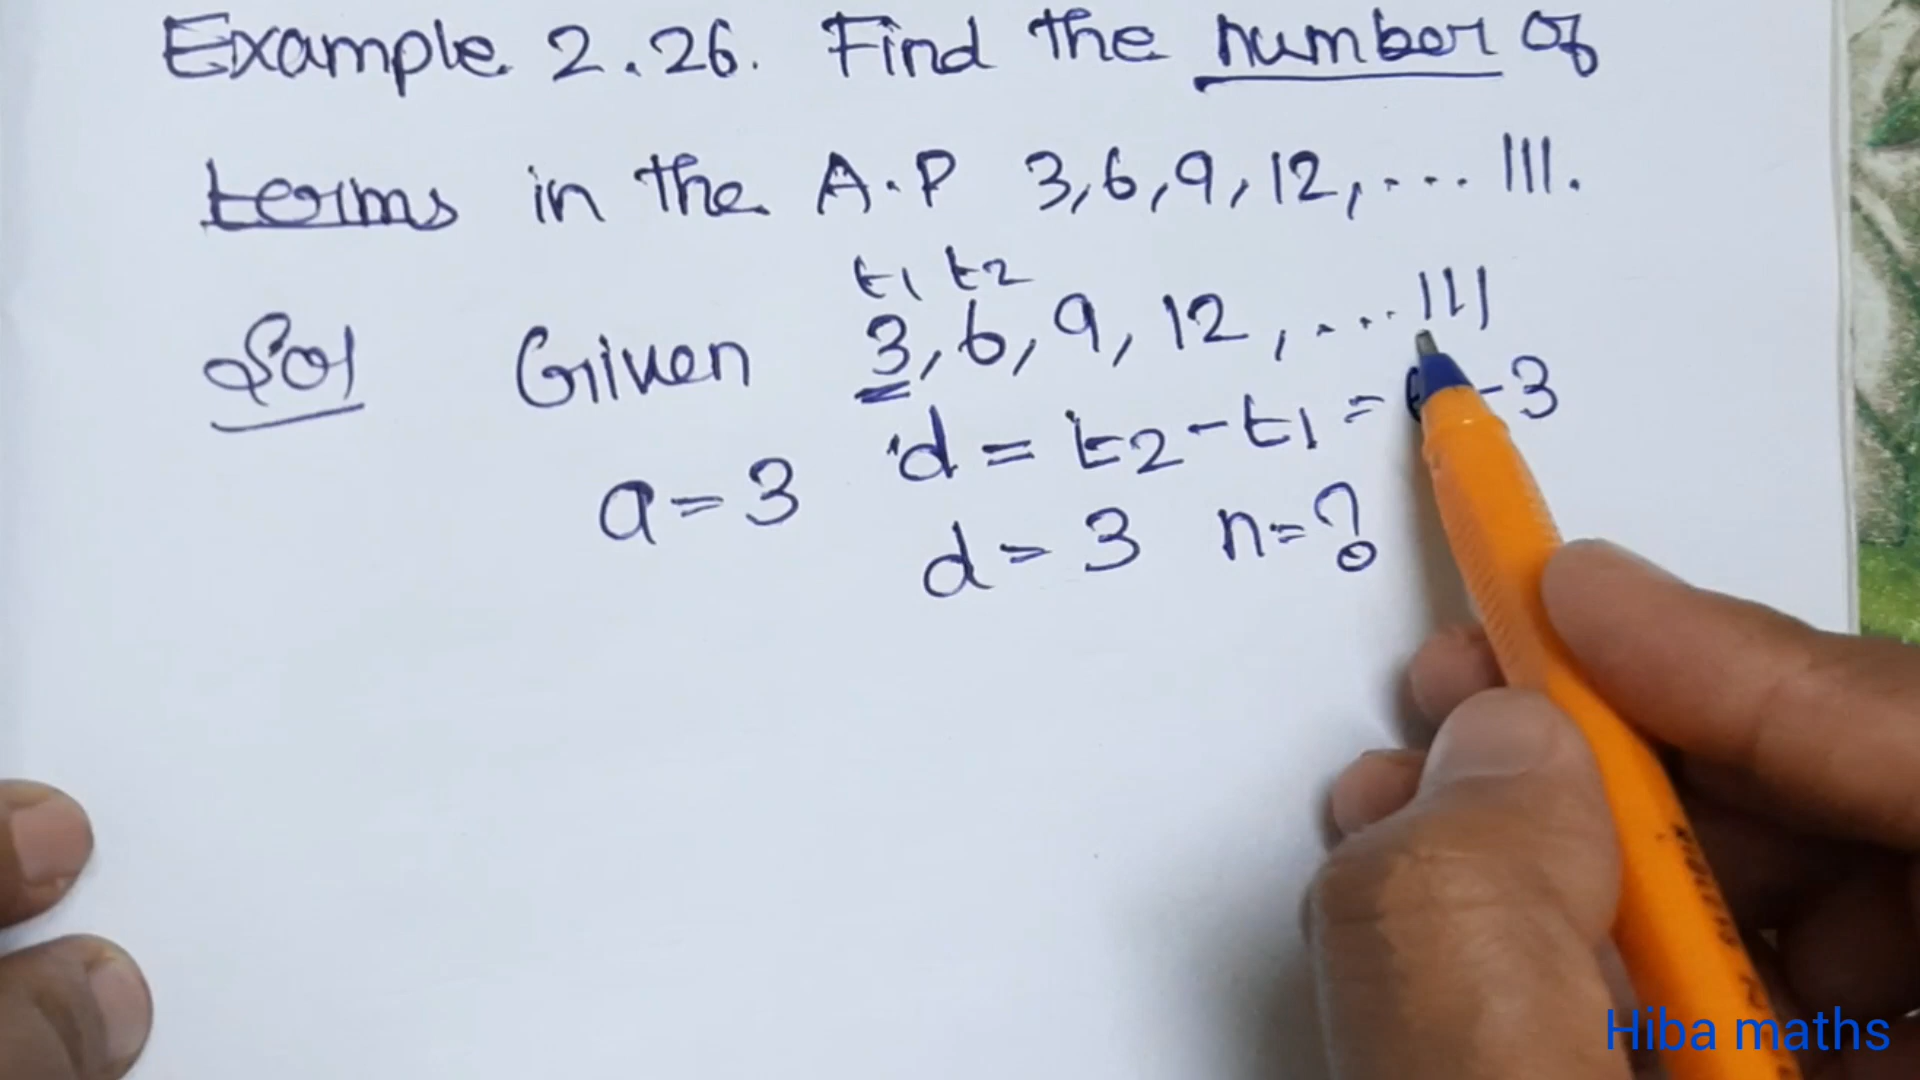 Example. 2.26. Find the number of
terms in the A.P 3,6,9,12,... 111.
t1 t2
Sol Given 3, 6, 9, 12, ... 111
a=3 d = t2-t1 = -3
d = 3 n=?
Hiba maths